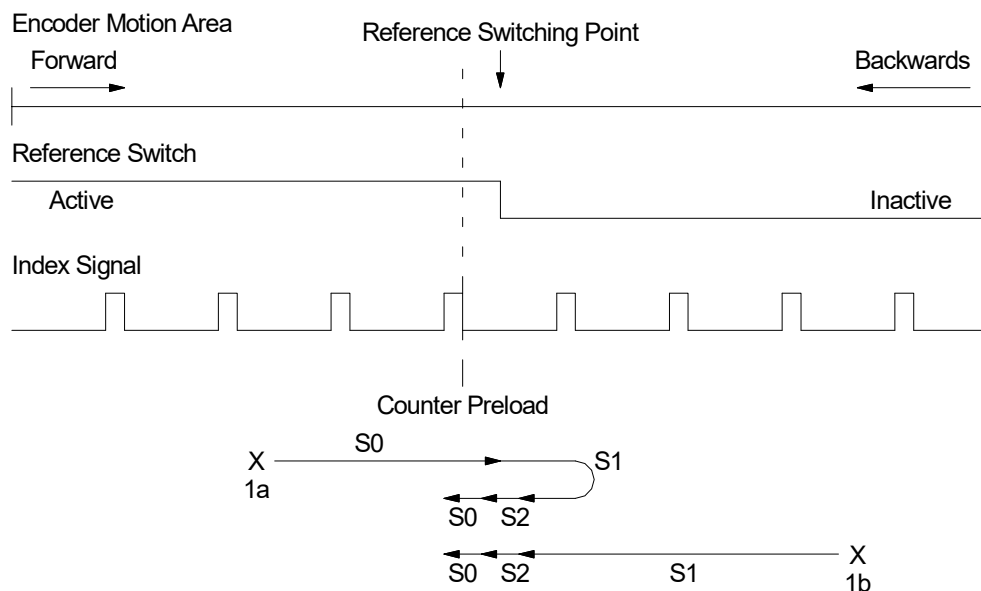 Encoder Motion Area
Reference Switching Point
Forward
Backwards
Reference Switch
Active
Inactive
Index Signal
Counter Preload
S0
X
S1
1a
S0 S2
S0 S2 S1
X
1b